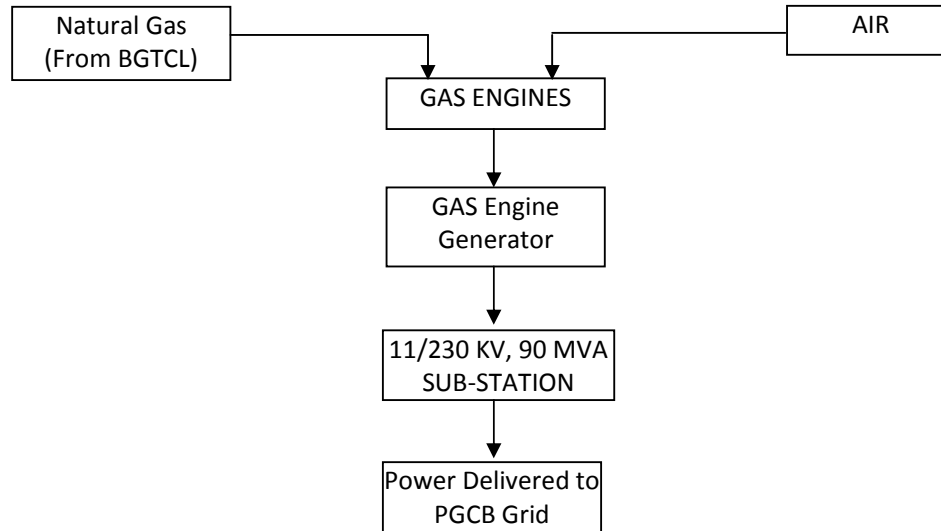 Natural Gas
(From BGTCL)
AIR
GAS ENGINES
GAS Engine
Generator
11/230 KV, 90 MVA
SUB-STATION
Power Delivered to
PGCB Grid